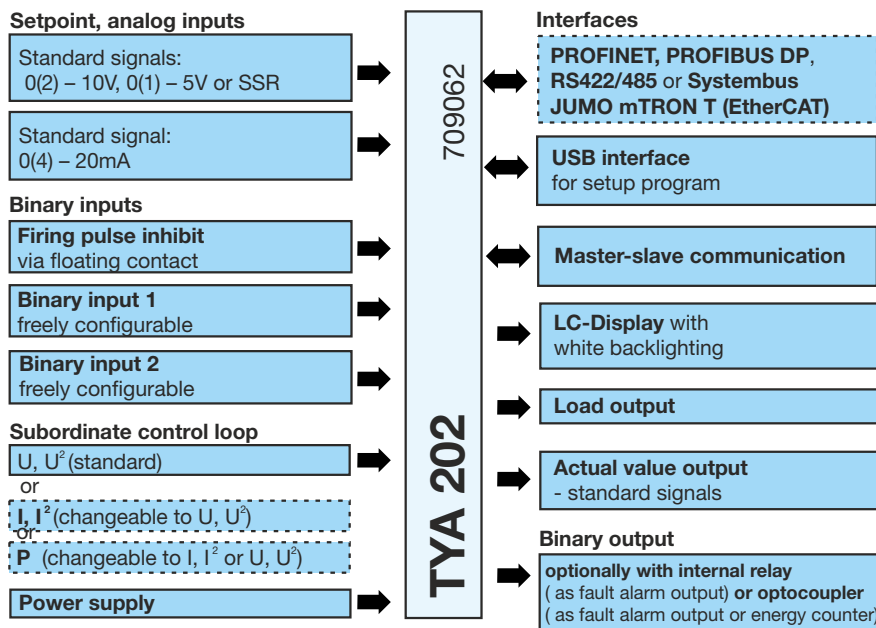 Setpoint, analog inputs
Standard signals:
0(2) – 10V, 0(1) – 5V or SSR
Standard signal:
0(4) – 20mA
Binary inputs
Firing pulse inhibit
via floating contact
Binary input 1
freely configurable
Binary input 2
freely configurable
Subordinate control loop
U, U² (standard)
or
I, I² (changeable to U, U²)
or
P (changeable to I, I² or U, U²)
Power supply
709062
TYA 202
Interfaces
PROFINET, PROFIBUS DP,
RS422/485 or Systembus
JUMO mTRON T (EtherCAT)
USB interface
for setup program
Master-slave communication
LC-Display with
white backlighting
Load output
Actual value output
- standard signals
Binary output
optionally with internal relay
( as fault alarm output) or optocoupler
( as fault alarm output or energy counter)